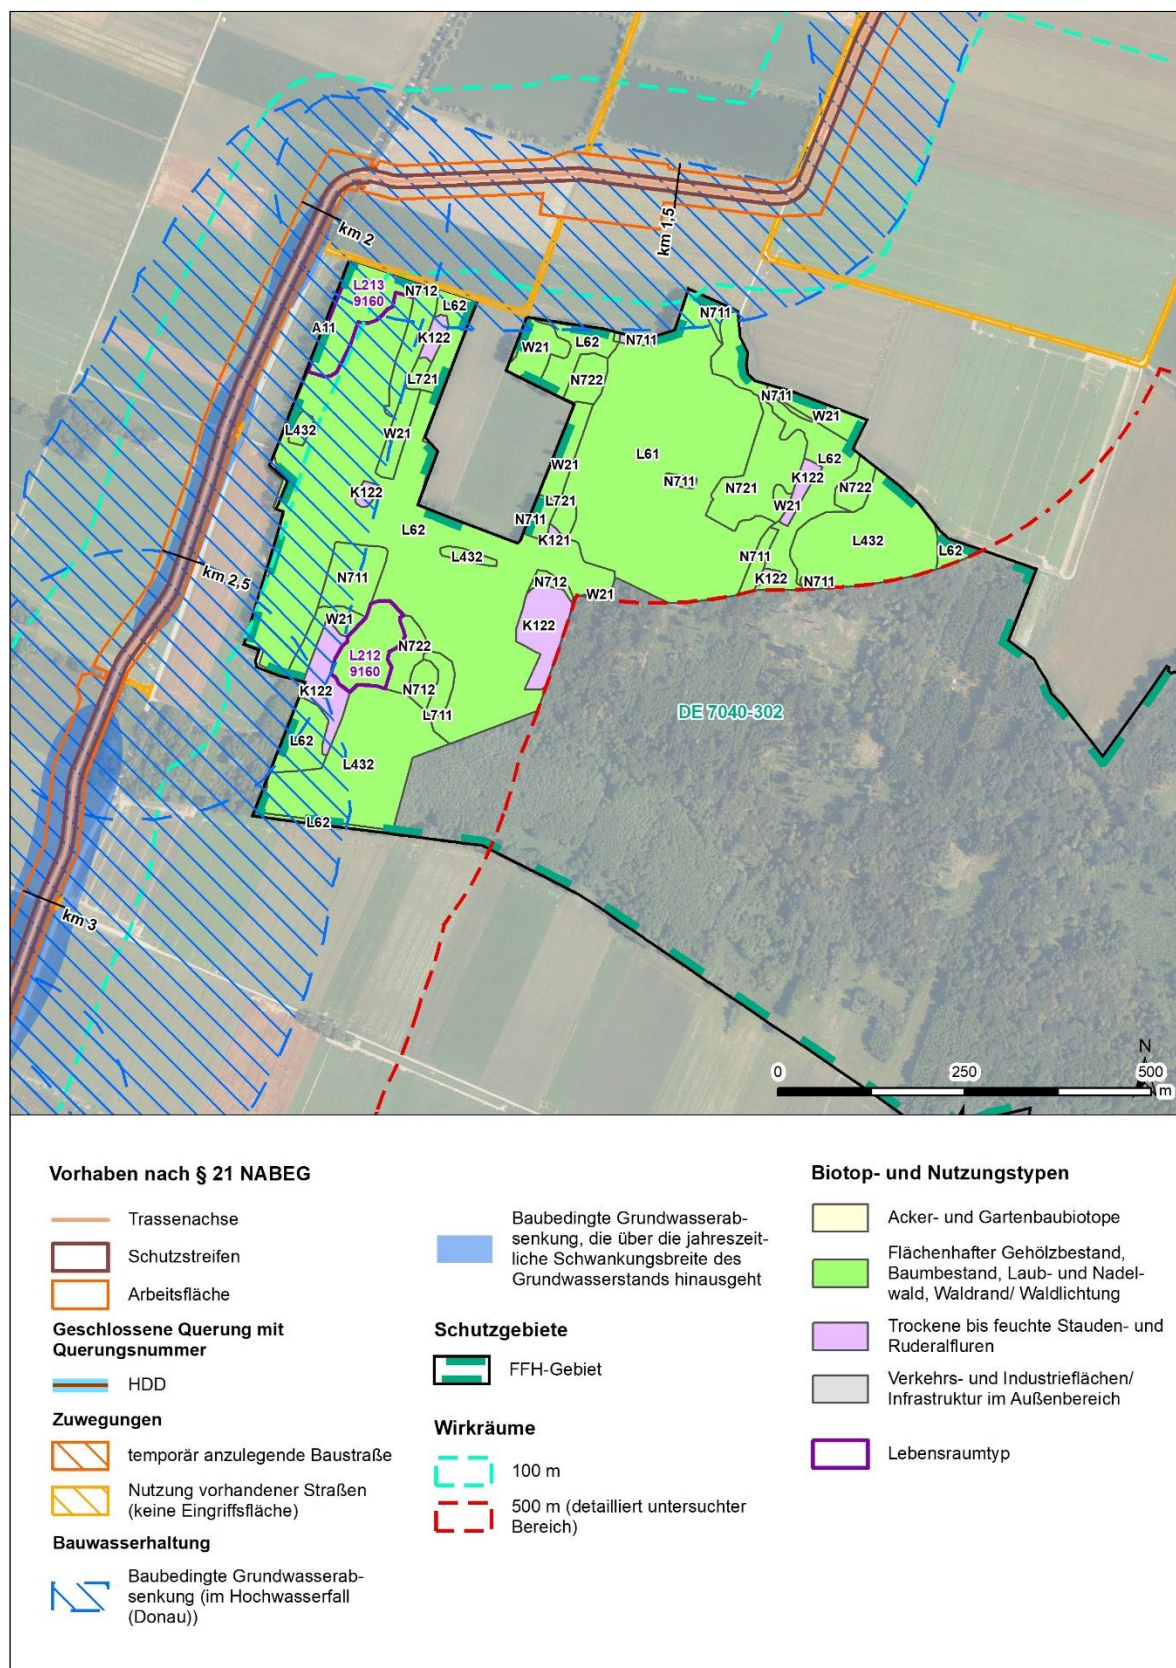 km 2
km 1,5
L213
9160
N712
L62
A11
K122
L721
W21
L432
K122
L62
L432
N711
W21
L212
9160
N722
N712
L711
K122
L62
L432
L62
W21
L62
N711
N722
N711
N711
W21
L61
N711
N721
L62
K122
W21
N722
W21
L721
N711
K121
N711
K122
N711
L432
L62
N712
W21
K122
km 2,5
km 3
DE 7040-302
N
0
250
500
m
Vorhaben nach § 21 NABEG
Trassenachse
Schutzstreifen
Arbeitsfläche
Geschlossene Querung mit
Querungsnummer
HDD
Zuwegungen
temporär anzulegende Baustraße
Nutzung vorhandener Straßen
(keine Eingriffsfläche)
Bauwasserhaltung
Baubedingte Grundwasserab-
senkung (im Hochwasserfall
(Donau))
Baubedingte Grundwasserab-
senkung, die über die jahreszeit-
liche Schwankungsbreite des
Grundwasserstands hinausgeht
Schutzgebiete
FFH-Gebiet
Wirkräume
100 m
500 m (detailliert untersuchter
Bereich)
Biotop- und Nutzungstypen
Acker- und Gartenbaubiotope
Flächenhafter Gehölzbestand,
Baumbestand, Laub- und Nadel-
wald, Waldrand/ Waldlichtung
Trockene bis feuchte Stauden- und
Ruderalfluren
Verkehrs- und Industrieflächen/
Infrastruktur im Außenbereich
Lebensraumtyp